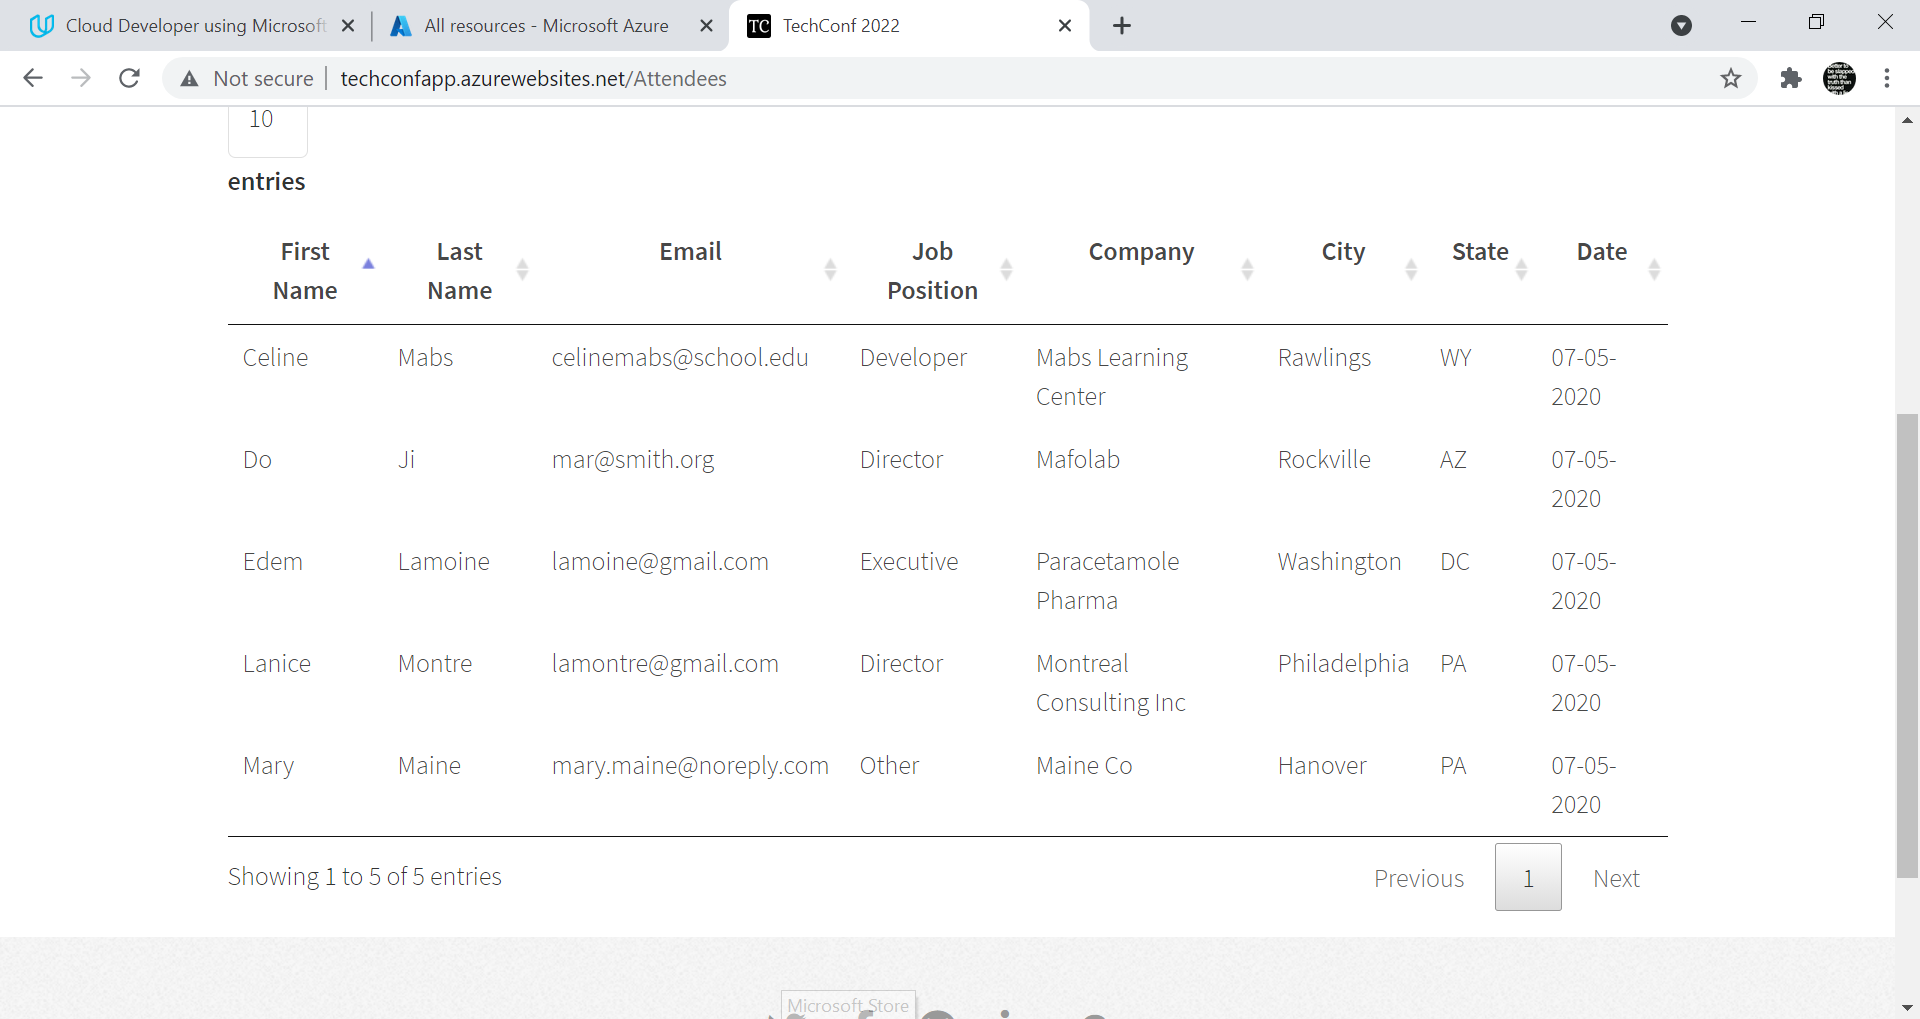 Cloud Developer using Microsoft
All resources - Microsoft Azure
TC TechConf 2022
Not secure techconfapp.azurewebsites.net/Attendees
10
entries
First Name Last Name Email Job Position Company City State Date
Celine Mabs celinemabs@school.edu Developer Mabs Learning Center Rawlings WY 07-05-2020
Do Ji mar@smith.org Director Mafolab Rockville AZ 07-05-2020
Edem Lamoine lamoine@gmail.com Executive Paracetamole Pharma Washington DC 07-05-2020
Lanice Montre lamontre@gmail.com Director Montreal Consulting Inc Philadelphia PA 07-05-2020
Mary Maine mary.maine@noreply.com Other Maine Co Hanover PA 07-05-2020
Showing 1 to 5 of 5 entries
Previous 1 Next
Microsoft Store